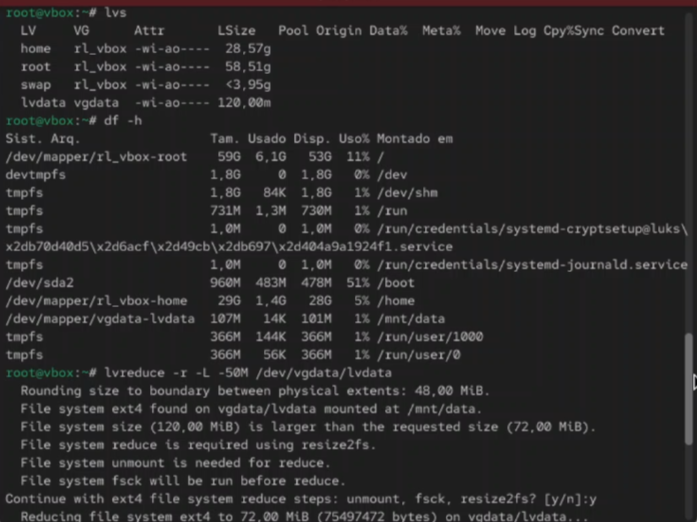 root@vbox:~# lvs
LV VG Attr LSize Pool Origin Data% Meta% Move Log Cpy%Sync Convert
home rl_vbox -wi-ao---- 28,57g
root rl_vbox -wi-ao---- 58,51g
swap rl_vbox -wi-ao---- <3,95g
lvdata vgdata -wi-ao---- 120,00m
root@vbox:~# df -h
Sist. Arq. Tam. Usado Disp. Uso% Montado em
/dev/mapper/rl_vbox-root 59G 6,1G 53G 11% /
devtmpfs 1,8G 0 1,8G 0% /dev
tmpfs 1,8G 84K 1,8G 1% /dev/shm
tmpfs 731M 1,3M 730M 1% /run
tmpfs 1,0M 0 1,0M 0% /run/credentials/systemd-cryptsetup@luks\
x2db70d40d5\x2d6acf\x2d49cb\x2db697\x2d404a9a1924f1.service
tmpfs 1,0M 0 1,0M 0% /run/credentials/systemd-journald.service
/dev/sda2 960M 483M 478M 51% /boot
/dev/mapper/rl_vbox-home 29G 1,4G 28G 5% /home
/dev/mapper/vgdata-lvdata 107M 14K 101M 1% /mnt/data
tmpfs 366M 144K 366M 1% /run/user/1000
tmpfs 366M 56K 366M 1% /run/user/0
root@vbox:~# lvreduce -r -L -50M /dev/vgdata/lvdata
Rounding size to boundary between physical extents: 48,00 MiB.
File system ext4 found on vgdata/lvdata mounted at /mnt/data.
File system size (120,00 MiB) is larger than the requested size (72,00 MiB).
File system reduce is required using resize2fs.
File system unmount is needed for reduce.
File system fsck will be run before reduce.
Continue with ext4 file system reduce steps: unmount, fsck, resize2fs? [y/n]:y
Reducing file system ext4 to 72,00 MiB (75497472 bytes) on vgdata/lvdata...